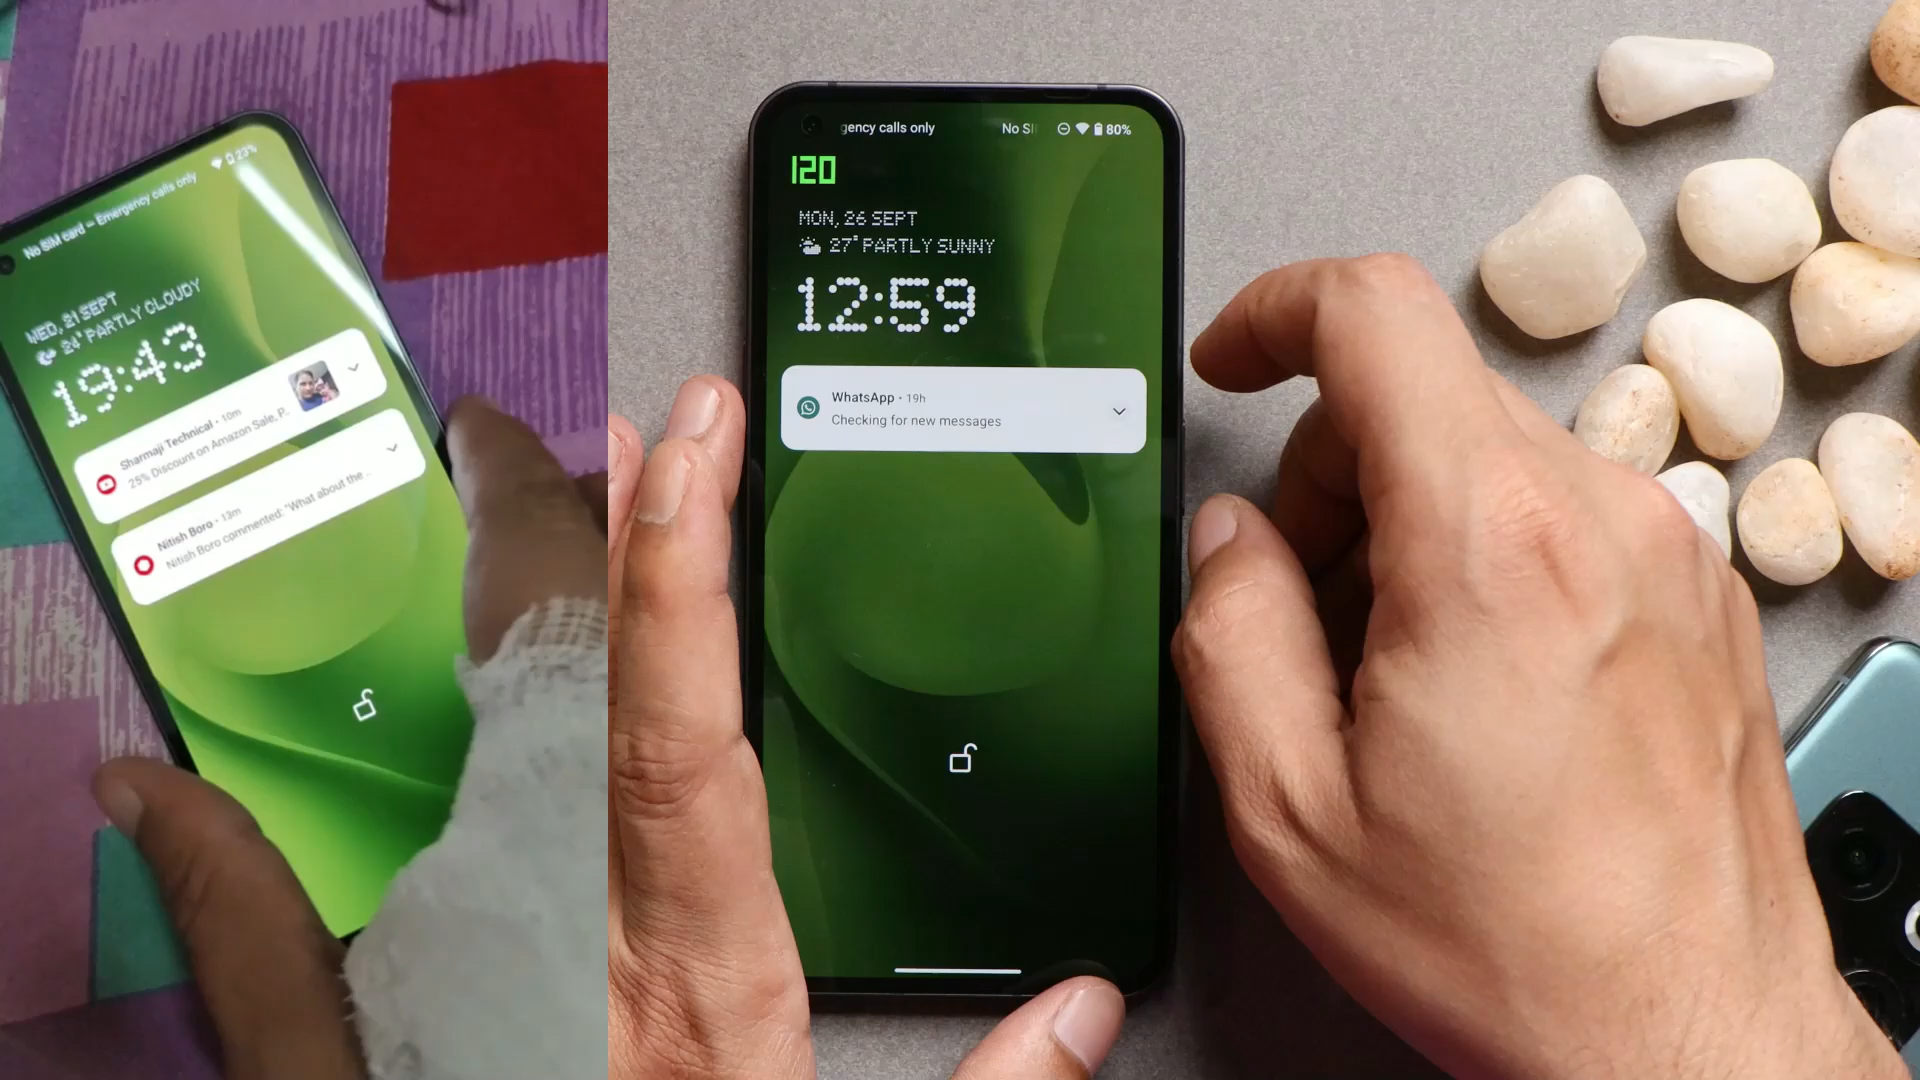 No SIM card — Emergency calls only
23%
WED, 21 SEPT
24° PARTLY CLOUDY
19:43
Sharmaji Technical · 10m
25% Discount on Amazon Sale, P..
Nitish Boro · 13m
Nitish Boro commented: "What about the ...
gency calls only
No SI
80%
120
MON, 26 SEPT
27° PARTLY SUNNY
12:59
WhatsApp · 19h
Checking for new messages